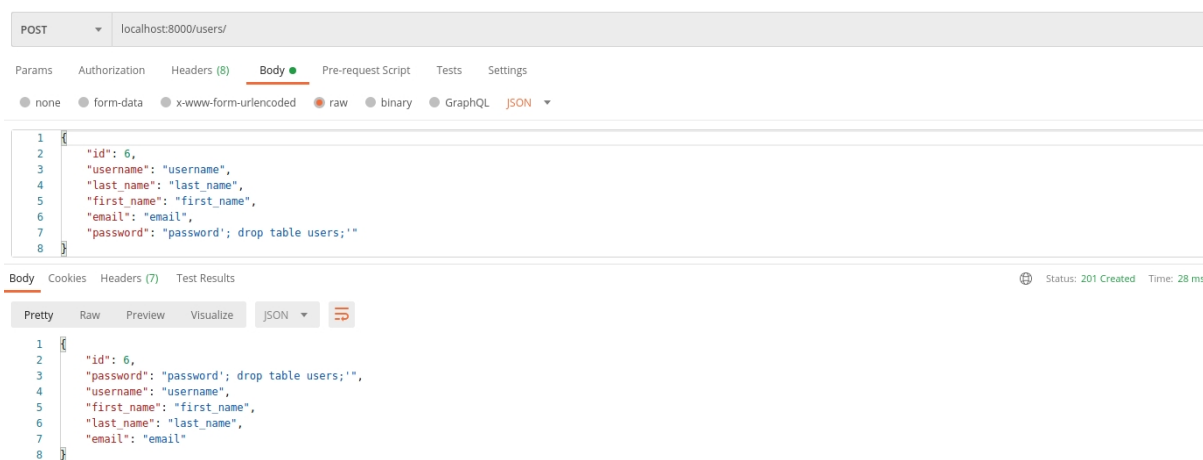 POST localhost:8000/users/
Params Authorization Headers (8) Body Pre-request Script Tests Settings
none form-data x-www-form-urlencoded raw binary GraphQL JSON
1 {
2 "id": 6,
3 "username": "username",
4 "last_name": "last_name",
5 "first_name": "first_name",
6 "email": "email",
7 "password": "password'; drop table users;'"
8 }
Body Cookies Headers (7) Test Results Status: 201 Created Time: 28 ms
Pretty Raw Preview Visualize JSON
1 {
2 "id": 6,
3 "password": "password'; drop table users;'",
4 "username": "username",
5 "first_name": "first_name",
6 "last_name": "last_name",
7 "email": "email"
8 }